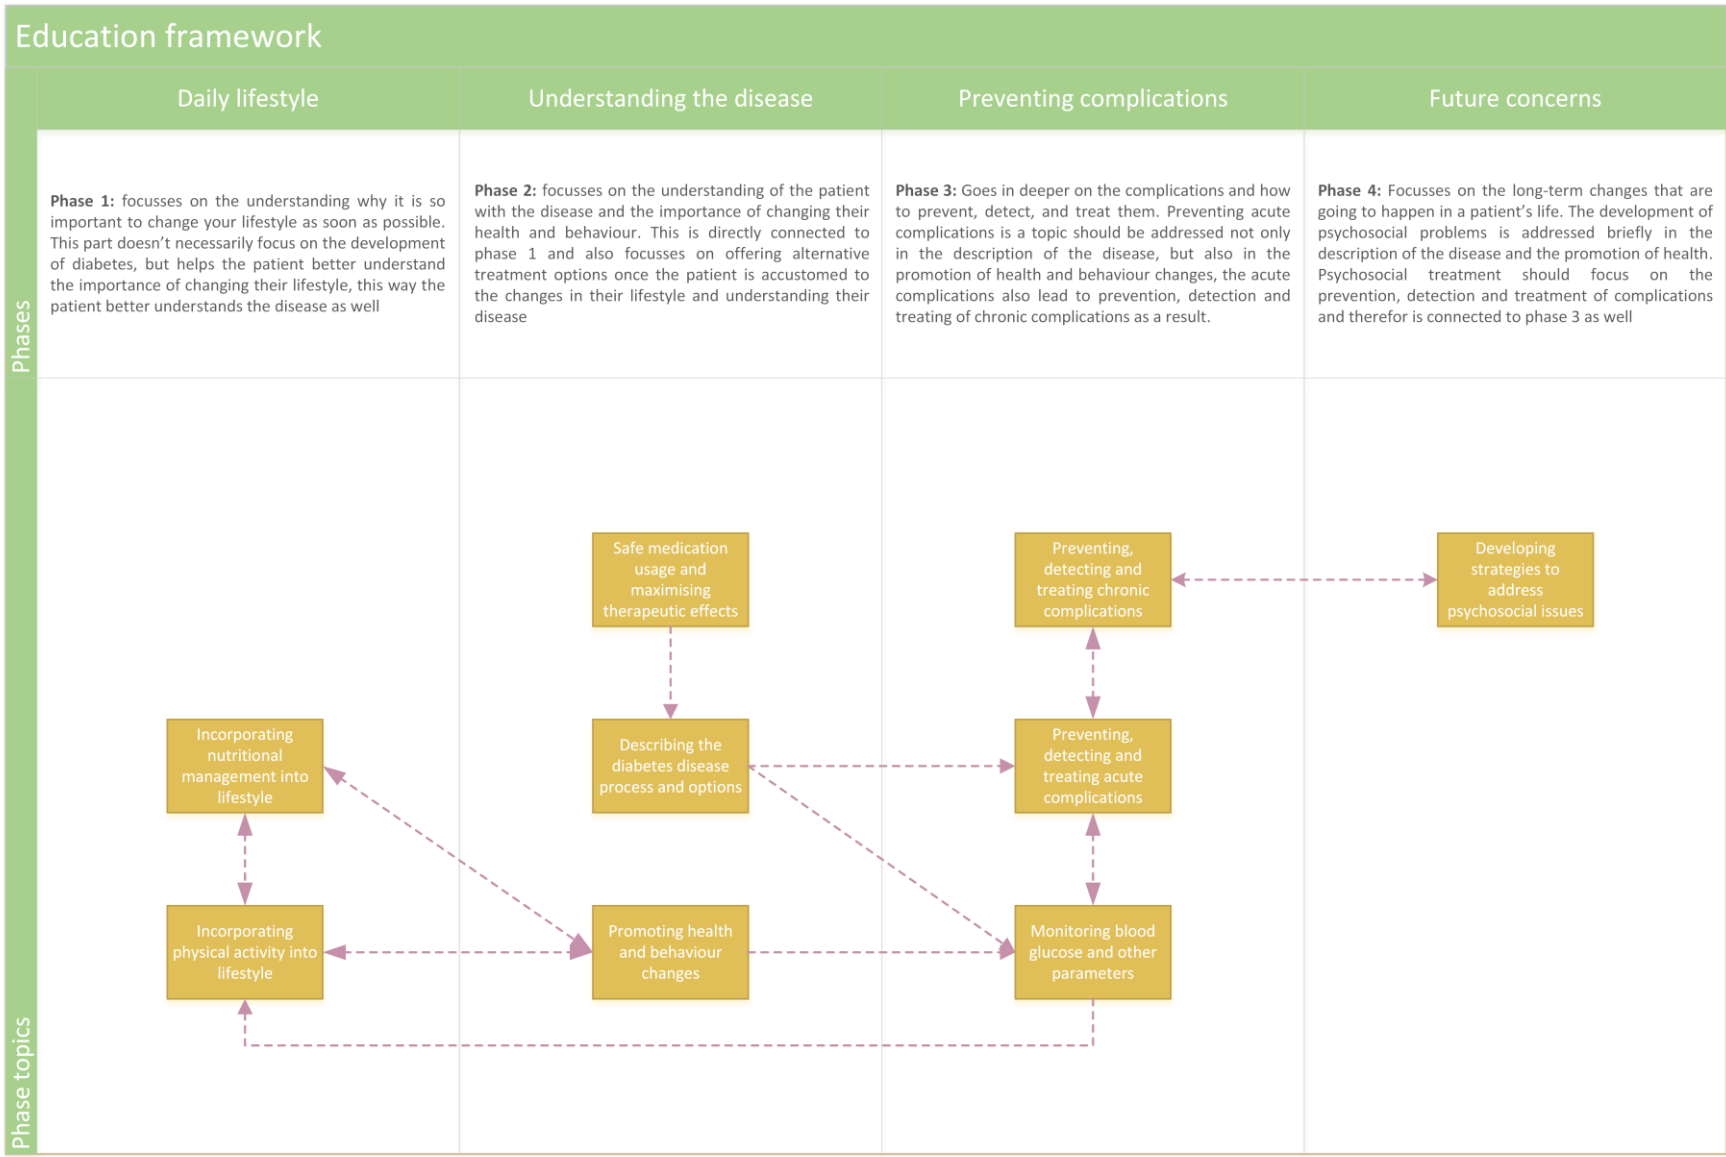 Education framework
Phases
Daily lifestyle
Understanding the disease
Preventing complications
Future concerns
Phase 1: focusses on the understanding why it is so
important to change your lifestyle as soon as possible.
This part doesn't necessarily focus on the development
of diabetes, but helps the patient better understand
the importance of changing their lifestyle, this way the
patient better understands the disease as well
Phase 2: focusses on the understanding of the patient
with the disease and the importance of changing their
health and behaviour. This is directly connected to
phase 1 and also focusses on offering alternative
treatment options once the patient is accustomed to
the changes in their lifestyle and understanding their
disease
Phase 3: Goes in deeper on the complications and how
to prevent, detect, and treat them. Preventing acute
complications is a topic should be addressed not only
in the description of the disease, but also in the
promotion of health and behaviour changes, the acute
complications also lead to prevention, detection and
treating of chronic complications as a result.
Phase 4: Focusses on the long-term changes that are
going to happen in a patient's life. The development of
psychosocial problems is addressed briefly in the
description of the disease and the promotion of health.
Psychosocial treatment should focus on the
prevention, detection and treatment of complications
and therefor is connected to phase 3 as well
Phase topics
Incorporating
nutritional
management into
lifestyle
Incorporating
physical activity into
lifestyle
Safe medication
usage and
maximising
therapeutic effects
Describing the
diabetes disease
process and options
Promoting health
and behaviour
changes
Preventing,
detecting and
treating chronic
complications
Preventing,
detecting and
treating acute
complications
Monitoring blood
glucose and other
parameters
Developing
strategies to
address
psychosocial issues